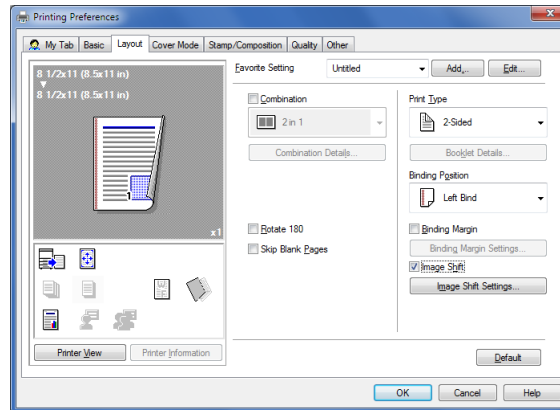 Printing Preferences
My Tab Basic Layout Cover Mode Stamp/Composition Quality Other
8 1/2x11 (8.5x11 in)
8 1/2x11 (8.5x11 in)
1
x1
Printer View Printer Information
Favorite Setting Untitled Add... Edit...
Combination
2 in 1
Combination Details...
Rotate 180
Skip Blank Pages
Print Type
2-Sided
Booklet Details...
Binding Position
Left Bind
Binding Margin
Binding Margin Settings...
Image Shift
Image Shift Settings...
Default
OK Cancel Help